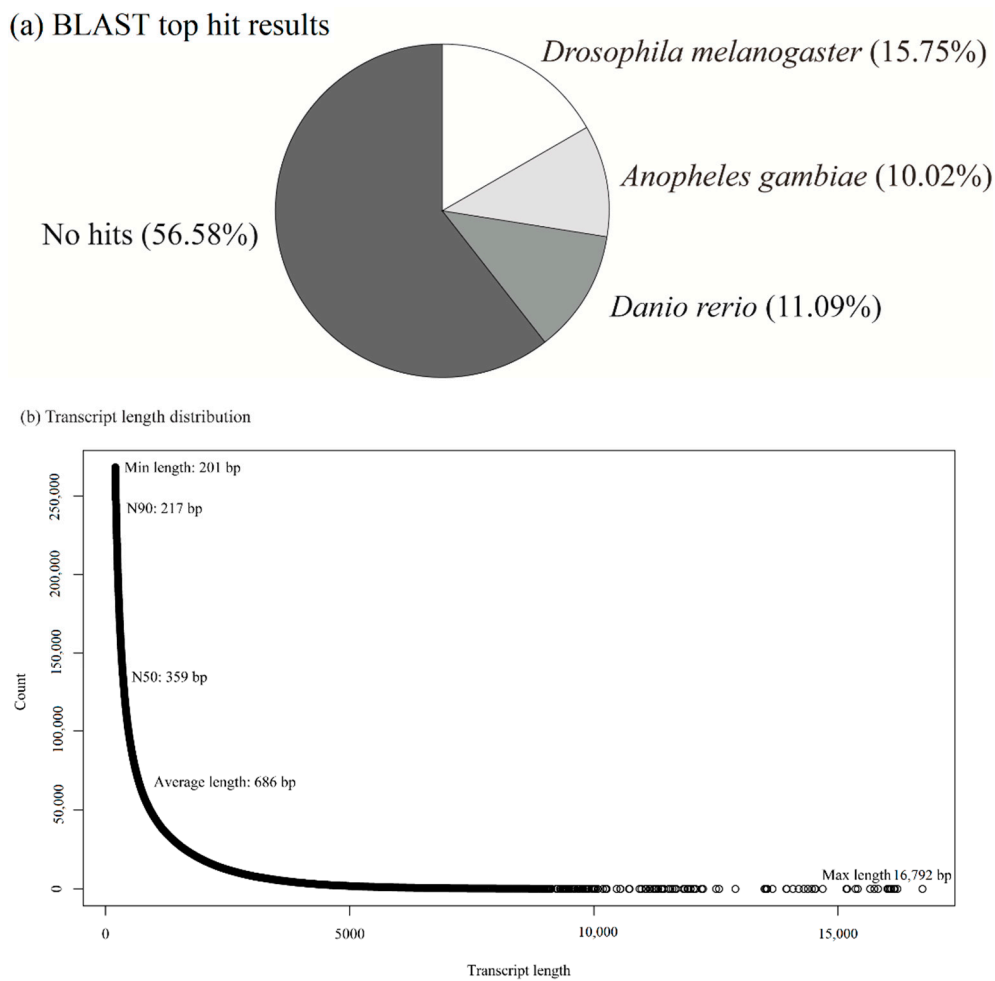 (a) BLAST top hit results
Drosophila melanogaster (15.75%)
Anopheles gambiae (10.02%)
No hits (56.58%)
Danio rerio (11.09%)
(b) Transcript length distribution
Min length: 201 bp
N90: 217 bp
N50: 359 bp
Average length: 686 bp
Max length 16,792 bp
Count
250,000
200,000
150,000
100,000
50,000
0
0
5000
10,000
15,000
Transcript length